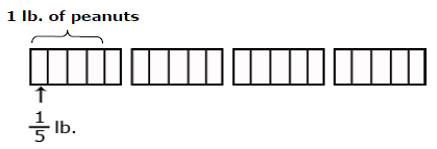 1 lb. of peanuts
1/5 lb.